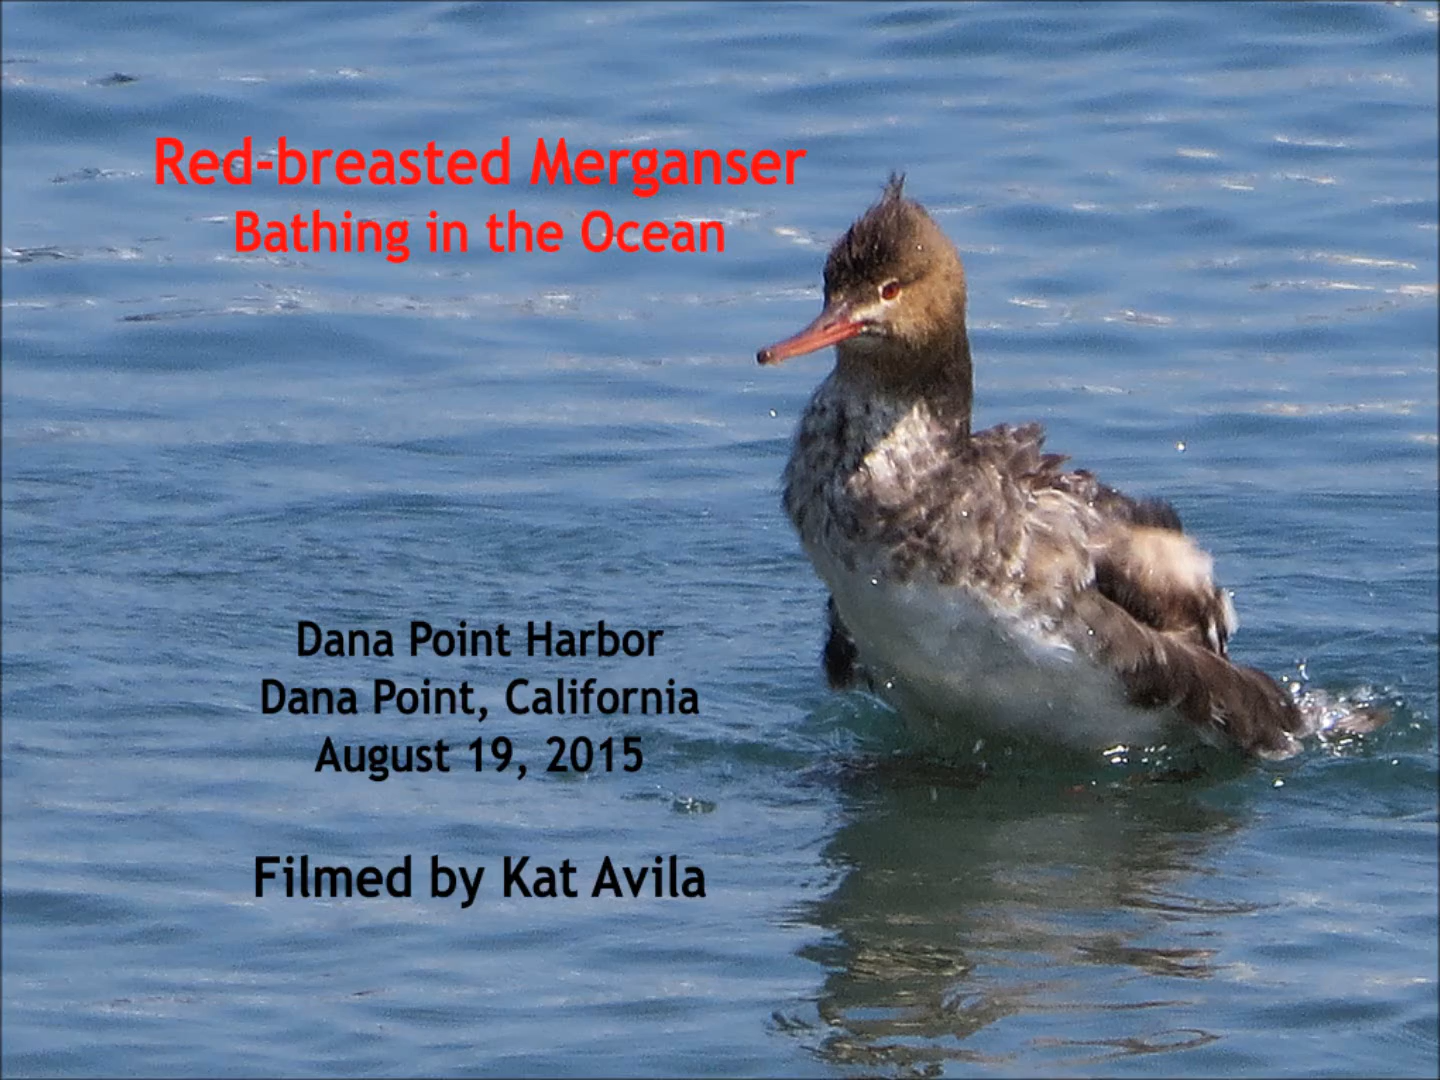 Red-breasted Merganser
Bathing in the Ocean
Dana Point Harbor
Dana Point, California
August 19, 2015
Filmed by Kat Avila